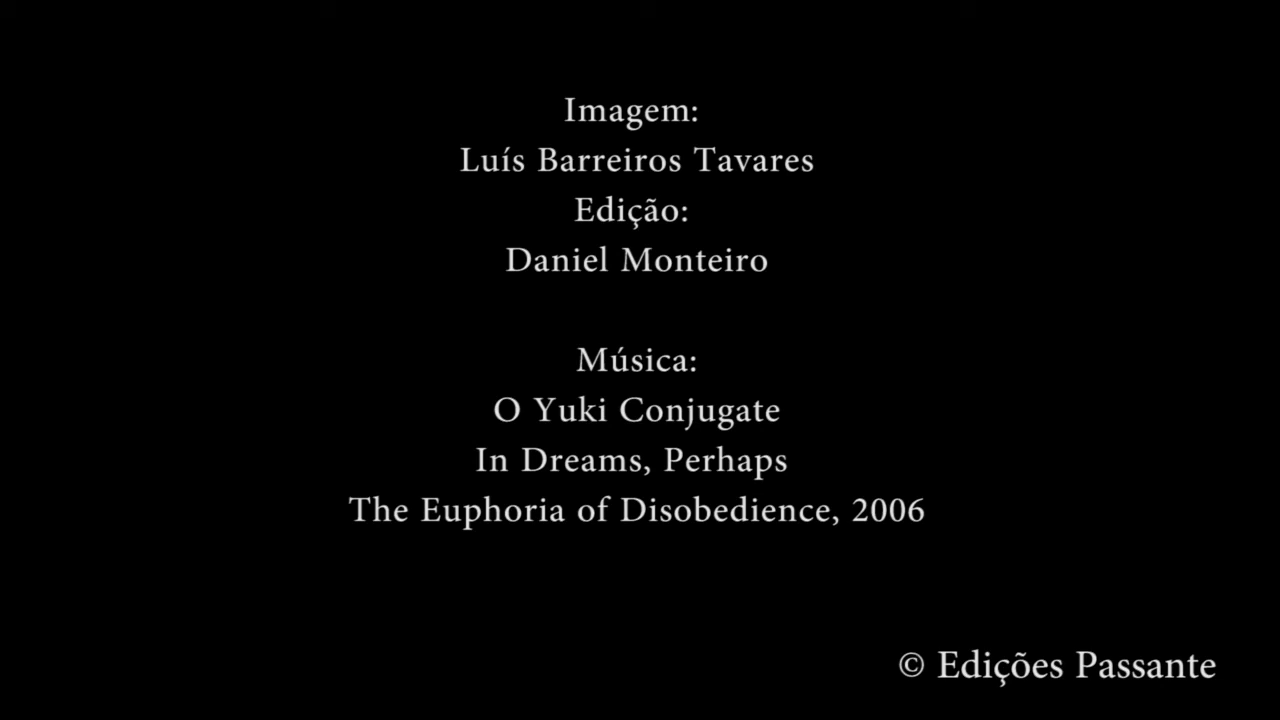 Imagem:
Luís Barreiros Tavares
Edição:
Daniel Monteiro
Música:
O Yuki Conjugate
In Dreams, Perhaps
The Euphoria of Disobedience, 2006
© Edições Passante